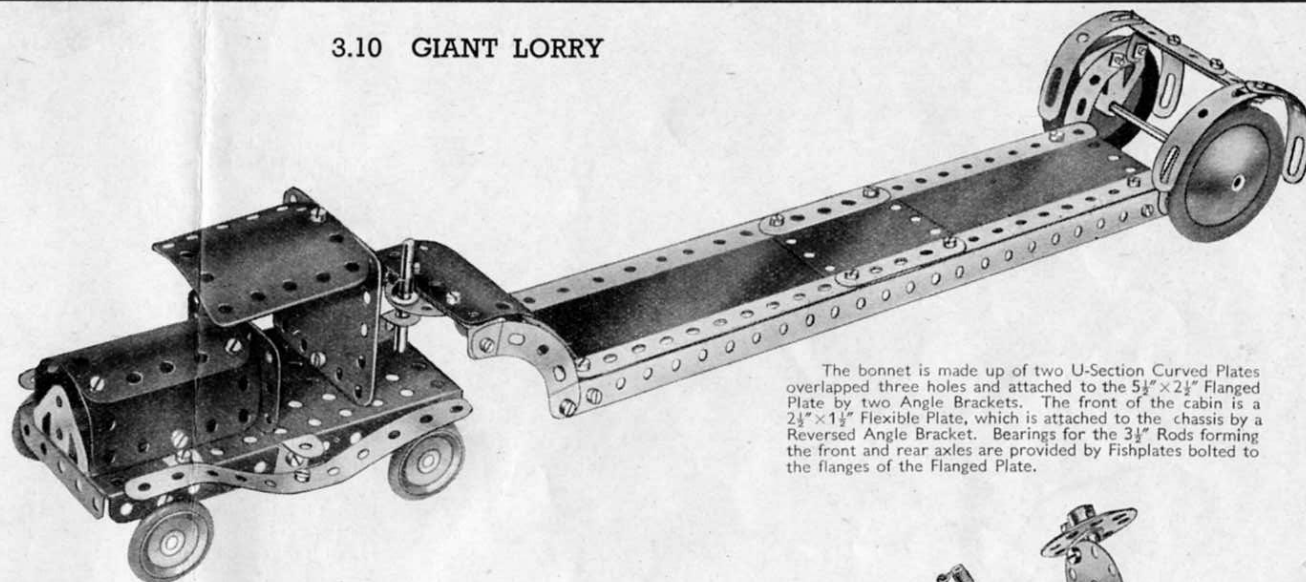 3.10 GIANT LORRY
The bonnet is made up of two U-Section Curved Plates
overlapped three holes and attached to the 5½″ × 2½″ Flanged
Plate by two Angle Brackets. The front of the cabin is a
2½″ × 1½″ Flexible Plate, which is attached to the chassis by a
Reversed Angle Bracket. Bearings for the 3½″ Rods forming
the front and rear axles are provided by Fishplates bolted to
the flanges of the Flanged Plate.